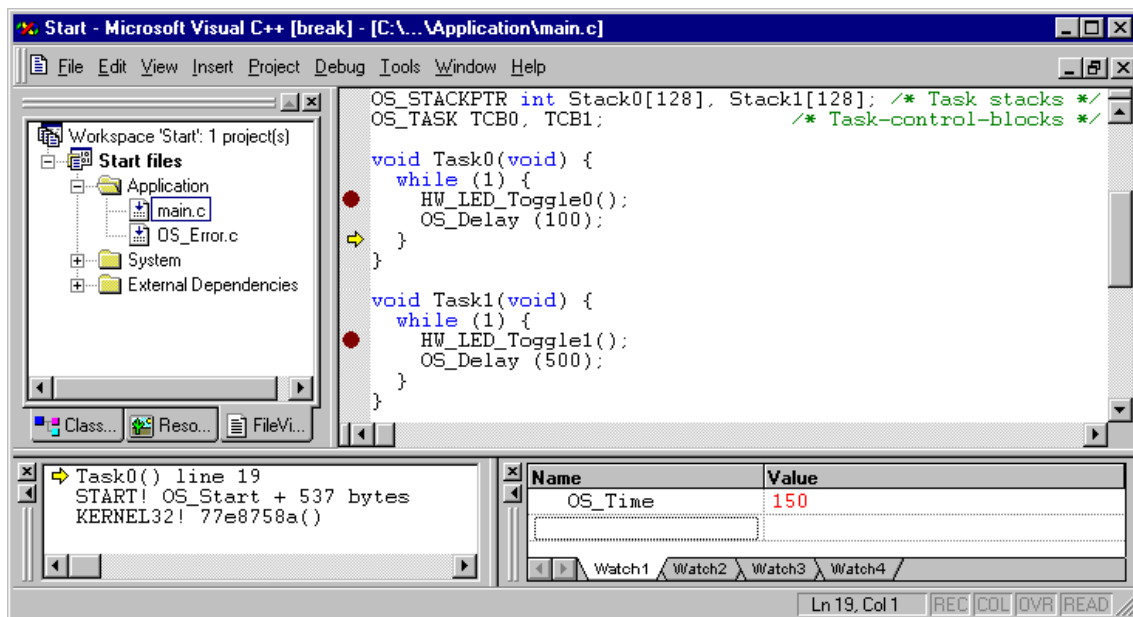 Start - Microsoft Visual C++ [break] - [C:\...\Application\main.c]
File Edit View Insert Project Debug Tools Window Help
Workspace 'Start': 1 project(s)
Start files
Application
main.c
OS_Error.c
System
External Dependencies
Class... Reso... FileVi...
OS_STACKPTR int Stack0[128], Stack1[128]; /* Task stacks */
OS_TASK TCB0, TCB1; /* Task-control-blocks */
void Task0(void) {
while (1) {
HW_LED_Toggle0();
OS_Delay (100);
}
}
void Task1(void) {
while (1) {
HW_LED_Toggle1();
OS_Delay (500);
}
}
Task0() line 19
START! OS_Start + 537 bytes
KERNEL32! 77e8758a()
Name Value
OS_Time 150
Watch1 Watch2 Watch3 Watch4
Ln 19, Col 1 REC COL OVR READ